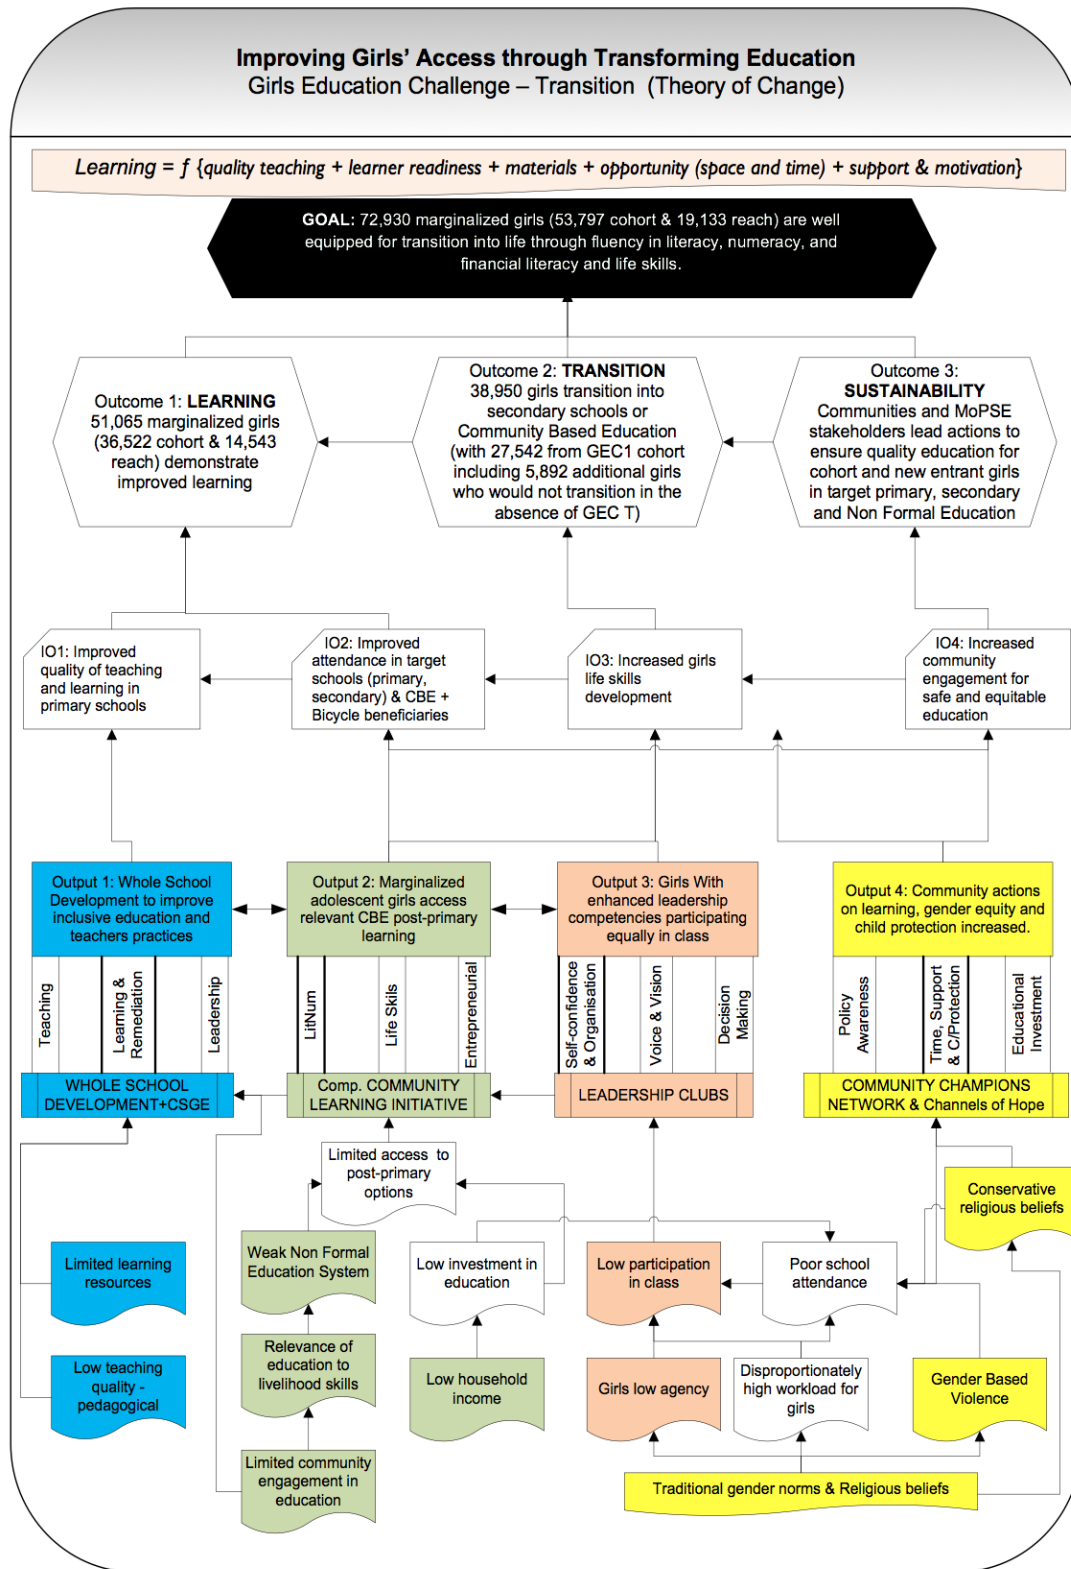 Improving Girls' Access through Transforming Education
Girls Education Challenge – Transition  (Theory of Change)
Learning = f {quality teaching + learner readiness + materials + opportunity (space and time) + support & motivation}
GOAL: 72,930 marginalized girls (53,797 cohort & 19,133 reach) are well
equipped for transition into life through fluency in literacy, numeracy, and
financial literacy and life skills.
Outcome 1: LEARNING
51,065 marginalized girls
(36,522 cohort & 14,543
reach) demonstrate
improved learning
Outcome 2: TRANSITION
38,950 girls transition into
secondary schools or
Community Based Education
(with 27,542 from GEC1 cohort
including 5,892 additional girls
who would not transition in the
absence of GEC T)
Outcome 3:
SUSTAINABILITY
Communities and MoPSE
stakeholders lead actions to
ensure quality education for
cohort and new entrant girls
in target primary, secondary
and Non Formal Education
IO1: Improved
quality of teaching
and learning in
primary schools
IO2: Improved
attendance in target
schools (primary,
secondary) & CBE +
Bicycle beneficiaries
IO3: Increased girls
life skills
development
IO4: Increased
community
engagement for
safe and equitable
education
Output 1: Whole School
Development to improve
inclusive education and
teachers practices
Output 2: Marginalized
adolescent girls access
relevant CBE post-primary
learning
Output 3: Girls With
enhanced leadership
competencies participating
equally in class
Output 4: Community actions
on learning, gender equity and
child protection increased.
Teaching
Learning &
Remediation
Leadership
LitNum
Life Skils
Entrepreneurial
Self-confidence
& Organisation
Voice & Vision
Decision
Making
Policy
Awareness
Time, Support
& C/Protection
Educational
Investment
WHOLE SCHOOL
DEVELOPMENT+CSGE
Comp. COMMUNITY
LEARNING INITIATIVE
LEADERSHIP CLUBS
COMMUNITY CHAMPIONS
NETWORK & Channels of Hope
Limited access  to
post-primary
options
Conservative
religious beliefs
Limited learning
resources
Weak Non Formal
Education System
Low investment in
education
Low participation
in class
Poor school
attendance
Low teaching
quality -
pedagogical
Relevance of
education to
livelihood skills
Low household
income
Girls low agency
Disproportionately
high workload for
girls
Gender Based
Violence
Limited community
engagement in
education
Traditional gender norms & Religious beliefs